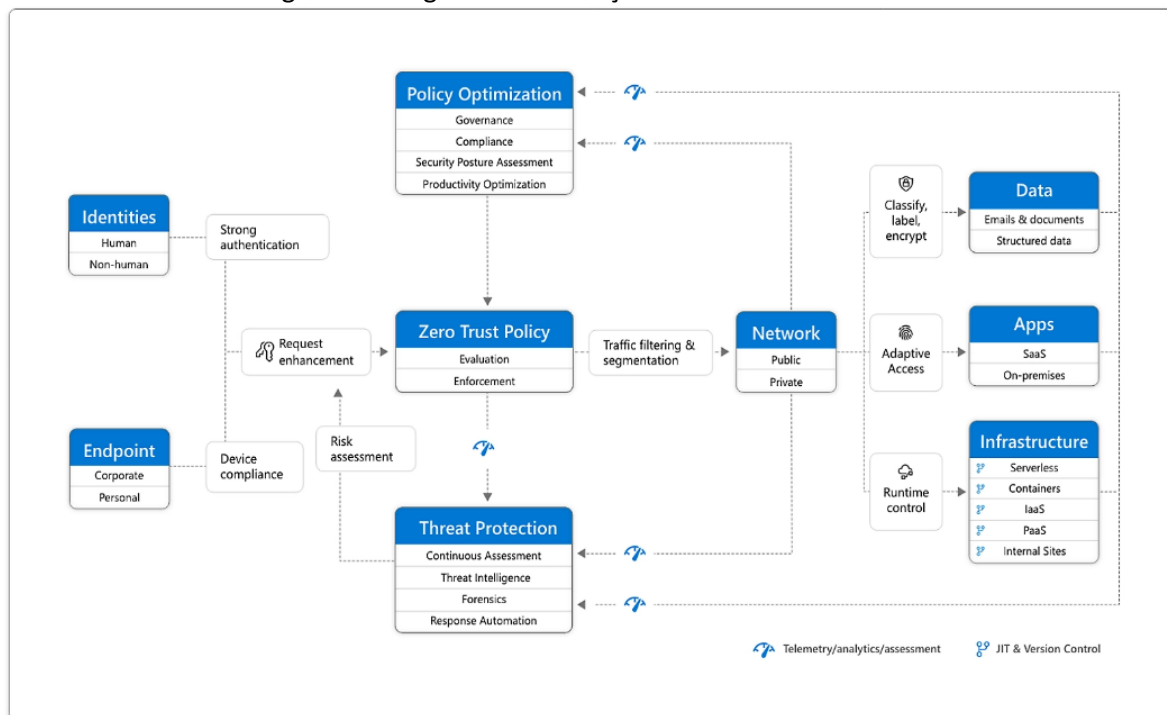 Policy Optimization
Governance
Compliance
Security Posture Assessment
Productivity Optimization
Identities
Human
Non-human
Strong
authentication
Classify,
label,
encrypt
Data
Emails & documents
Structured data
Request
enhancement
Zero Trust Policy
Evaluation
Enforcement
Traffic filtering &
segmentation
Network
Public
Private
Adaptive
Access
Apps
SaaS
On-premises
Endpoint
Corporate
Personal
Device
compliance
Risk
assessment
Runtime
control
Infrastructure
Serverless
Containers
IaaS
PaaS
Internal Sites
Threat Protection
Continuous Assessment
Threat Intelligence
Forensics
Response Automation
Telemetry/analytics/assessment
JIT & Version Control